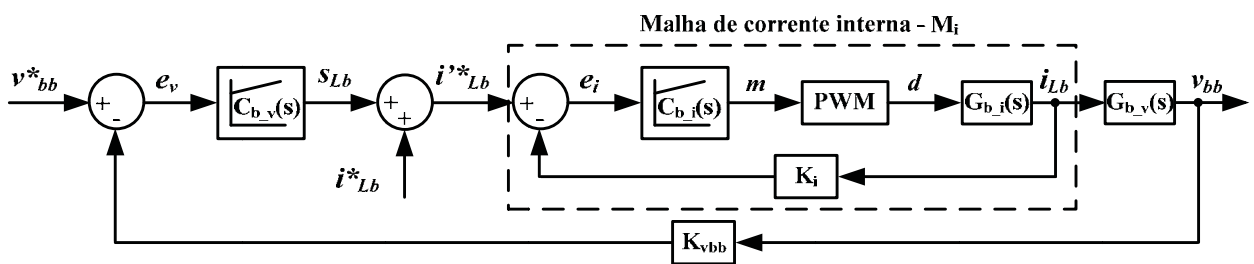 Malha de corrente interna - Mi
v*bb
+
-
ev
Cb_v(s)
sLb
+
+
i'*Lb
i*Lb
+
-
ei
Cb_i(s)
m
PWM
d
Gb_i(s)
iLb
Gb_v(s)
vbb
Ki
Kvbb